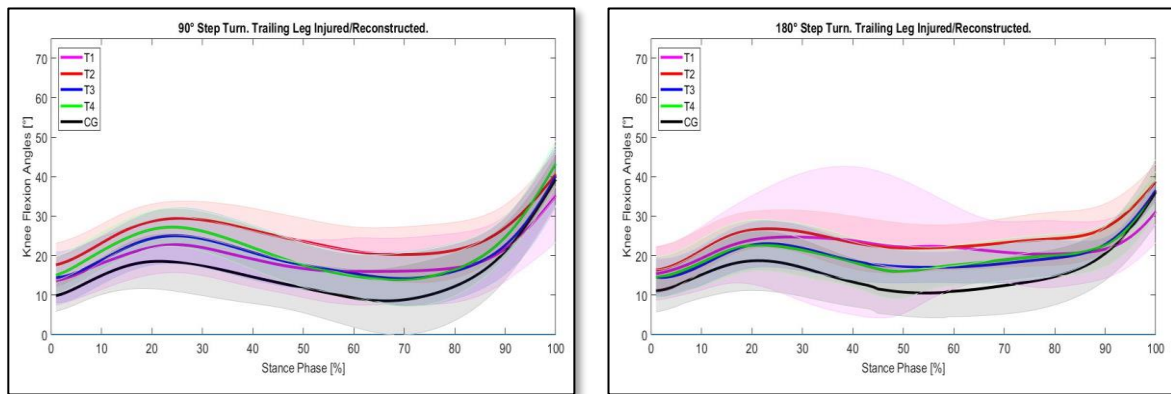 90° Step Turn. Trailing Leg Injured/Reconstructed.
T1
T2
T3
T4
CG
Knee Flexion Angles [°]
70
60
50
40
30
20
10
0
0 10 20 30 40 50 60 70 80 90 100
Stance Phase [%]
180° Step Turn. Trailing Leg Injured/Reconstructed.
T1
T2
T3
T4
CG
Knee Flexion Angles [°]
70
60
50
40
30
20
10
0
0 10 20 30 40 50 60 70 80 90 100
Stance Phase [%]